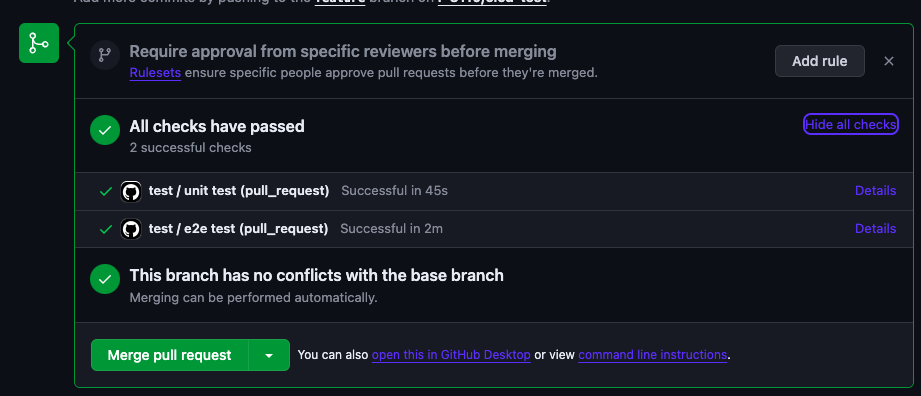 Add more commits by pushing to the feature branch on
Require approval from specific reviewers before merging
Rulesets ensure specific people approve pull requests before they're merged.
Add rule
All checks have passed
Hide all checks
2 successful checks
test / unit test (pull_request) Successful in 45s
Details
test / e2e test (pull_request) Successful in 2m
Details
This branch has no conflicts with the base branch
Merging can be performed automatically.
Merge pull request
You can also open this in GitHub Desktop or view command line instructions.